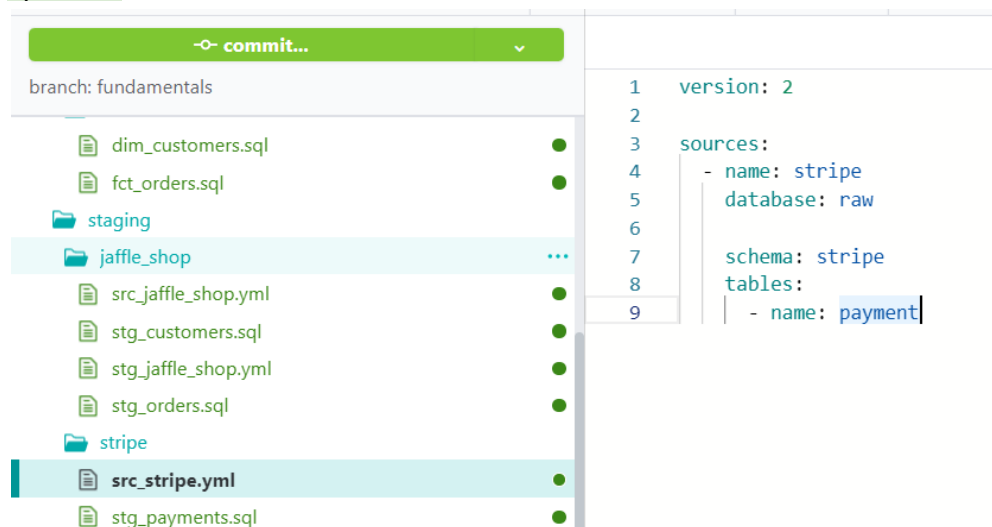 commit...
branch: fundamentals
dim_customers.sql
fct_orders.sql
staging
jaffle_shop
...
src_jaffle_shop.yml
stg_customers.sql
stg_jaffle_shop.yml
stg_orders.sql
stripe
src_stripe.yml
stg_payments.sql
1 version: 2
2
3 sources:
4 - name: stripe
5 database: raw
6
7 schema: stripe
8 tables:
9 - name: payment